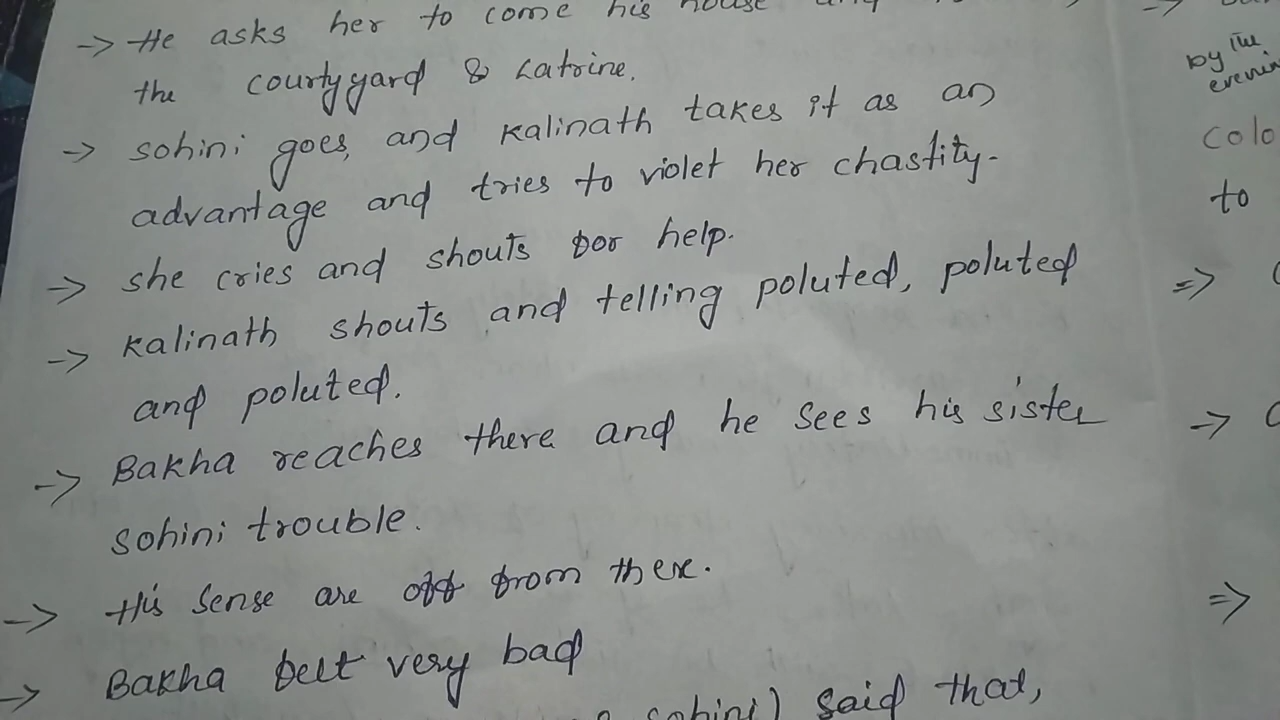 -> He asks her to come his house
the courtyyard & Latrine.
-> sohini goes, and Kalinath takes it as an
advantage and tries to violet her chastity.
-> she cries and shouts for help.
-> Kalinath shouts and telling poluted, poluted
and poluted.
-> Bakha reaches there and he sees his sister
sohini trouble.
-> His sense are off from there.
-> Bakha felt very bad
sohini) said that,
by the
evenin
Colo
to
=>
->
=>